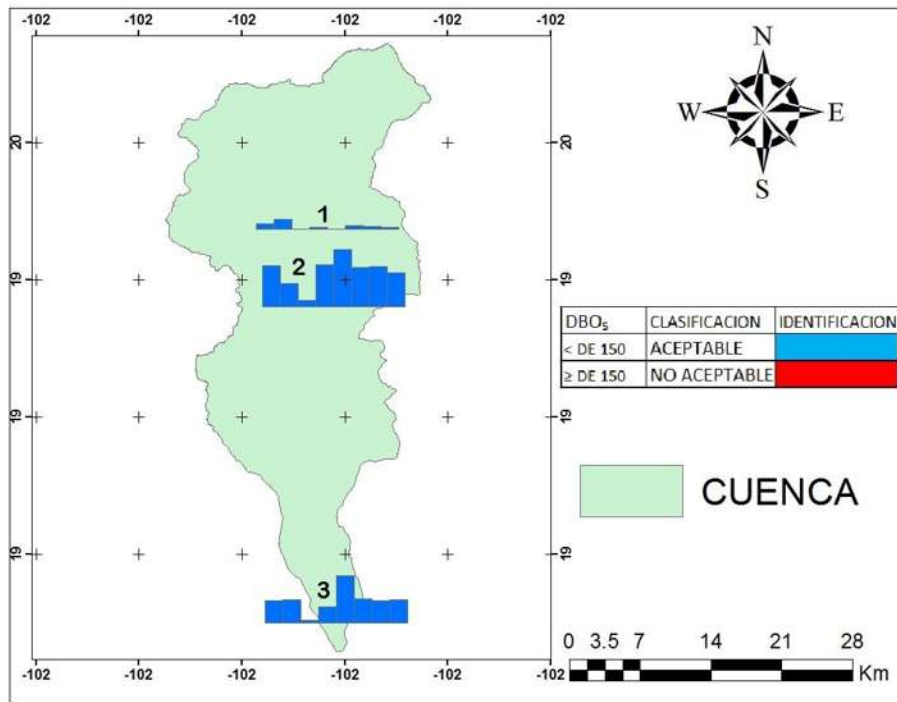 -102 -102 -102 -102 -102 -102
N
W E
S
20 20
1
19 19
2
DBO₅ CLASIFICACION IDENTIFICACION
< DE 150 ACEPTABLE
≥ DE 150 NO ACEPTABLE
19 19
CUENCA
19 19
3
0 3.5 7 14 21 28
Km
-102 -102 -102 -102 -102 -102